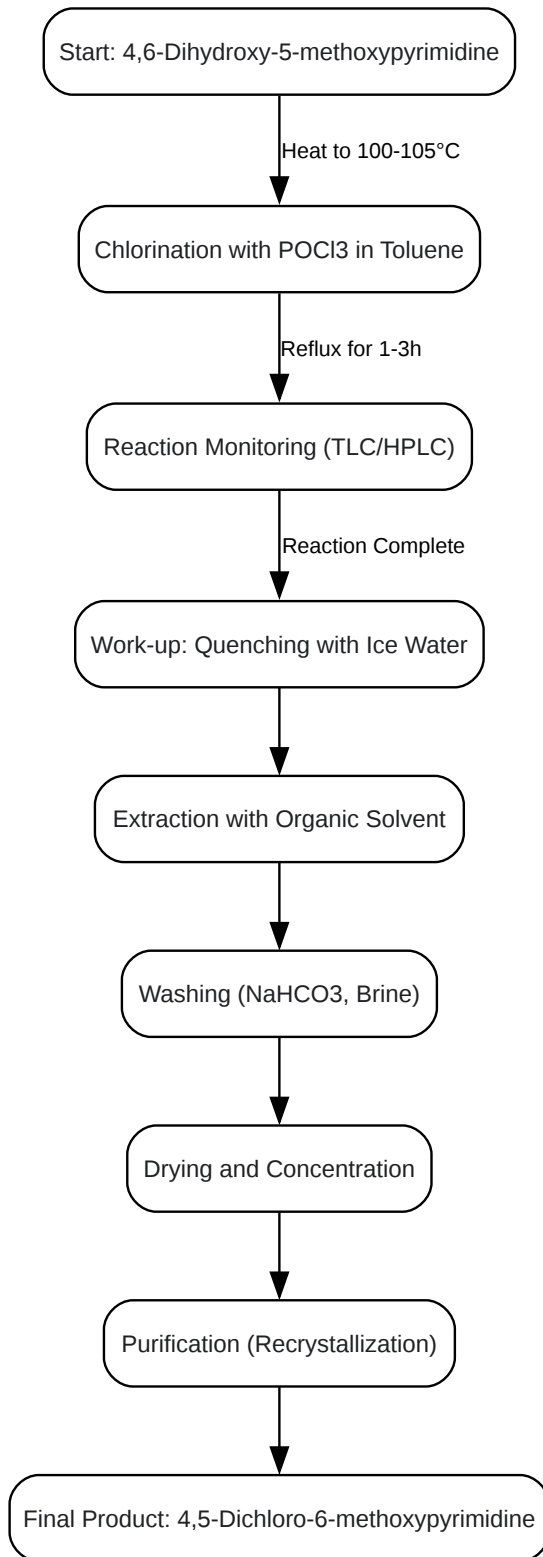 Start: 4,6-Dihydroxy-5-methoxypyrimidine
Heat to 100-105°C
Chlorination with POCl3 in Toluene
Reflux for 1-3h
Reaction Monitoring (TLC/HPLC)
Reaction Complete
Work-up: Quenching with Ice Water
Extraction with Organic Solvent
Washing (NaHCO3, Brine)
Drying and Concentration
Purification (Recrystallization)
Final Product: 4,5-Dichloro-6-methoxypyrimidine